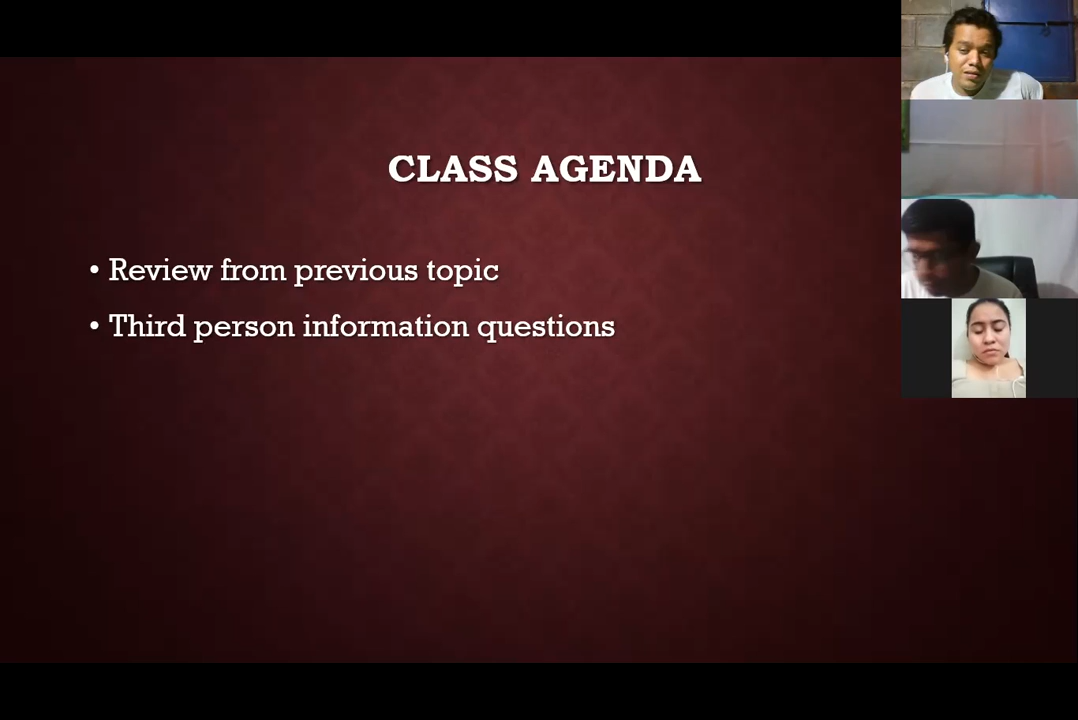 CLASS AGENDA
• Review from previous topic
• Third person information questions